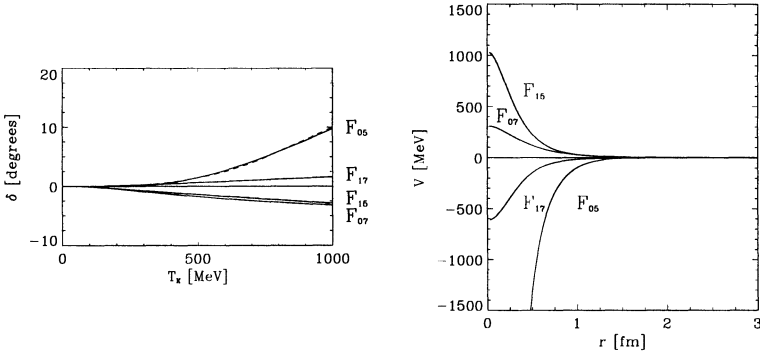 20
10
0
−10
δ [degrees]
0
500
1000
T_K [MeV]
F₀₅
F₁₇
F₁₅
F₀₇
1500
1000
500
0
−500
−1000
−1500
V [MeV]
F₁₅
F₀₇
F₁₇
F₀₅
0
1
2
3
r [fm]